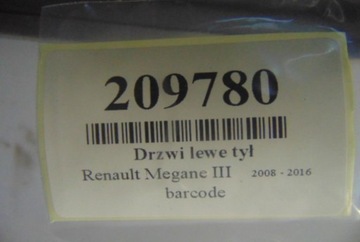 209780
Drzwi lewe tył
Renault Megane III 2008 - 2016
barcode